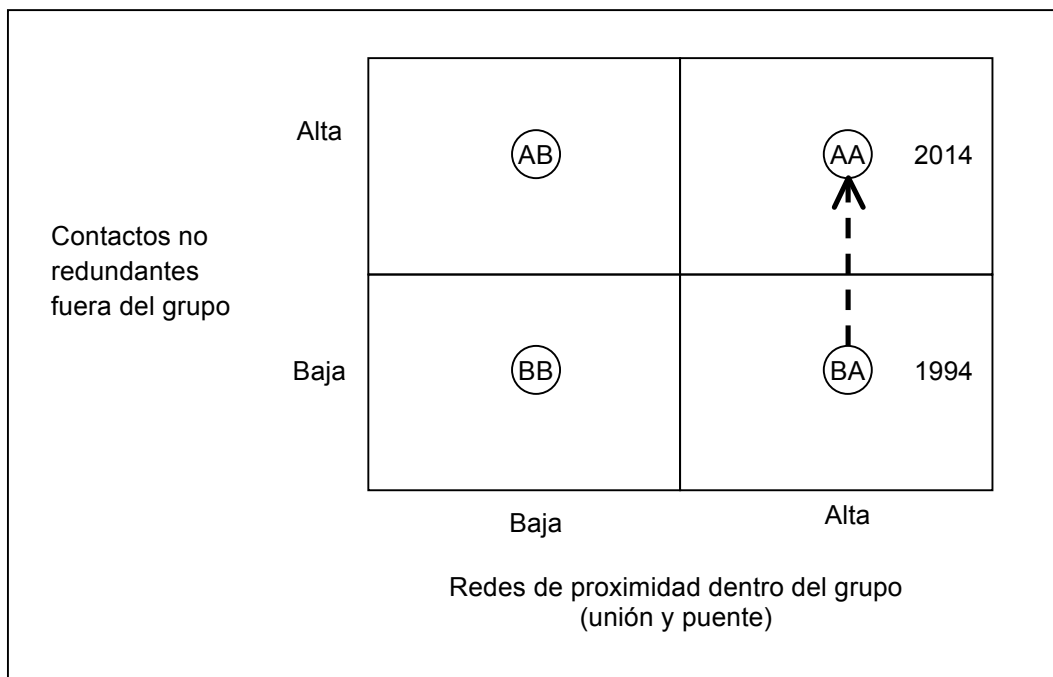 Alta
AB
AA
2014
Contactos no
redundantes
fuera del grupo
Baja
BB
BA
1994
Baja
Alta
Redes de proximidad dentro del grupo
(unión y puente)